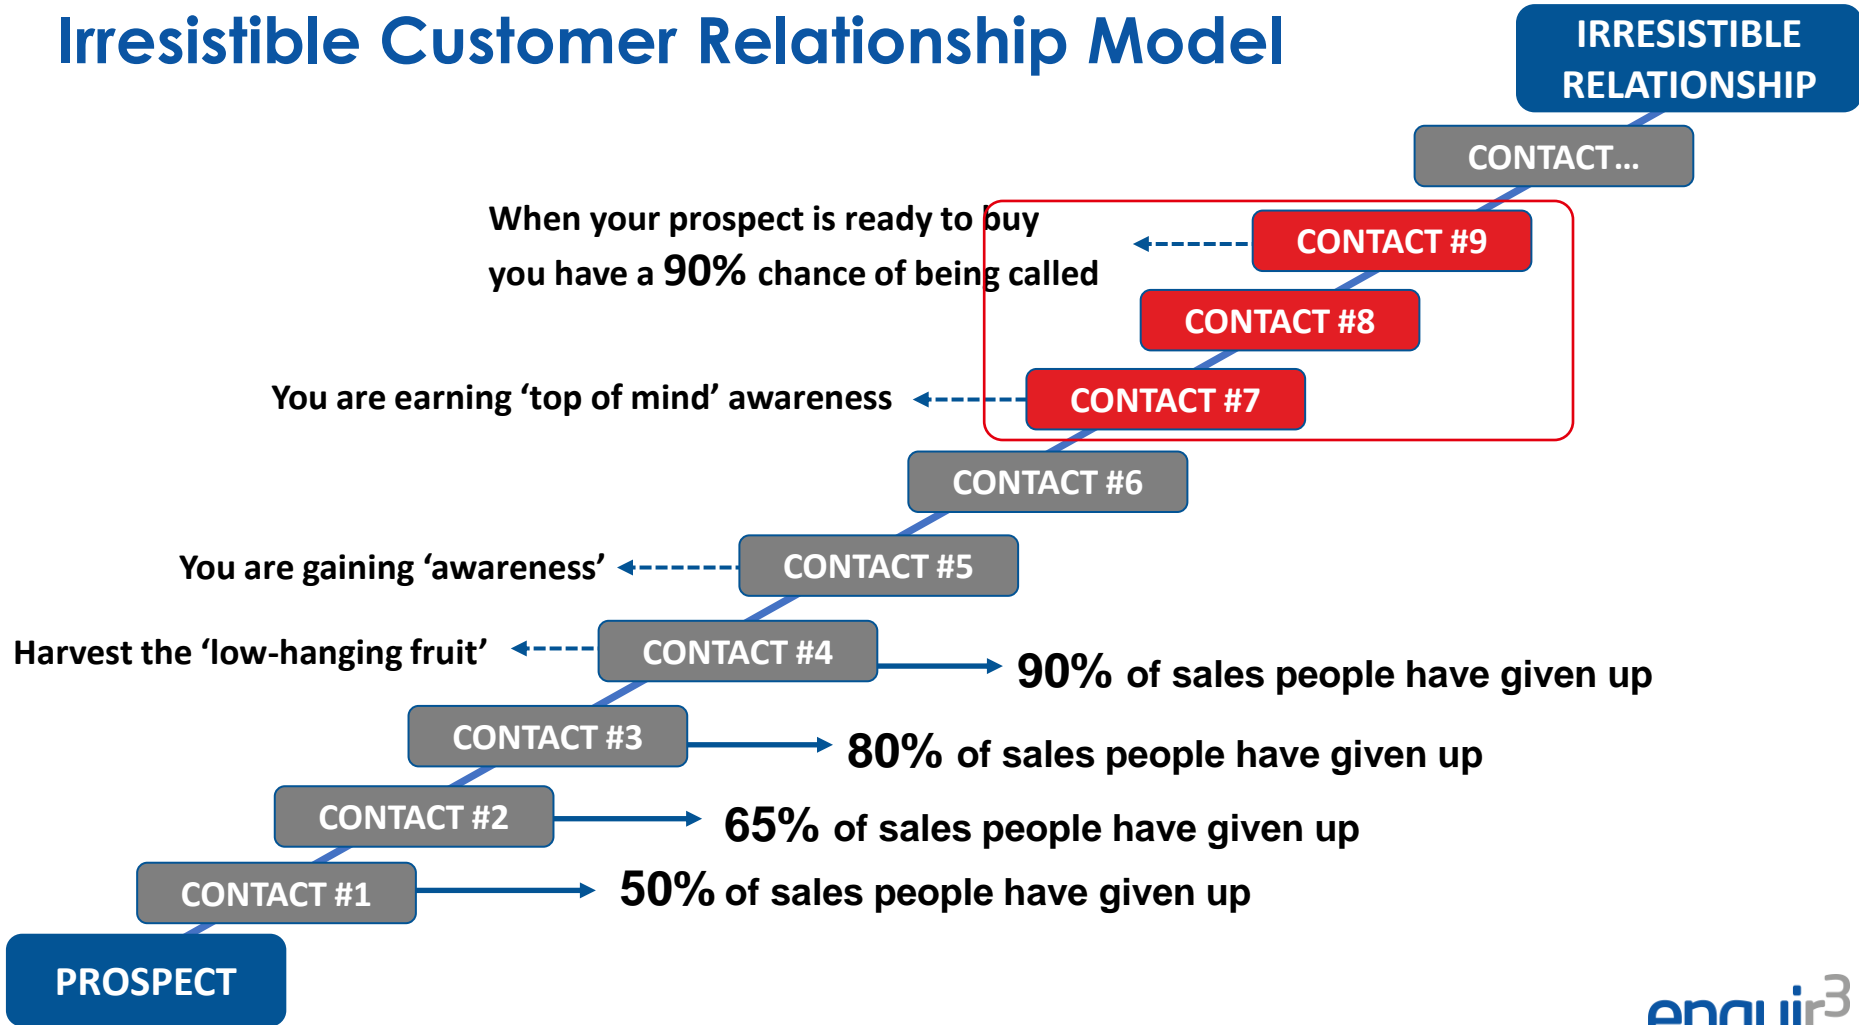 Irresistible Customer Relationship Model
IRRESISTIBLE
RELATIONSHIP
CONTACT...
When your prospect is ready to buy
you have a 90% chance of being called
CONTACT #9
CONTACT #8
You are earning ‘top of mind’ awareness
CONTACT #7
CONTACT #6
You are gaining ‘awareness’
CONTACT #5
Harvest the ‘low-hanging fruit’
CONTACT #4
90% of sales people have given up
CONTACT #3
80% of sales people have given up
CONTACT #2
65% of sales people have given up
CONTACT #1
50% of sales people have given up
PROSPECT
enquir3